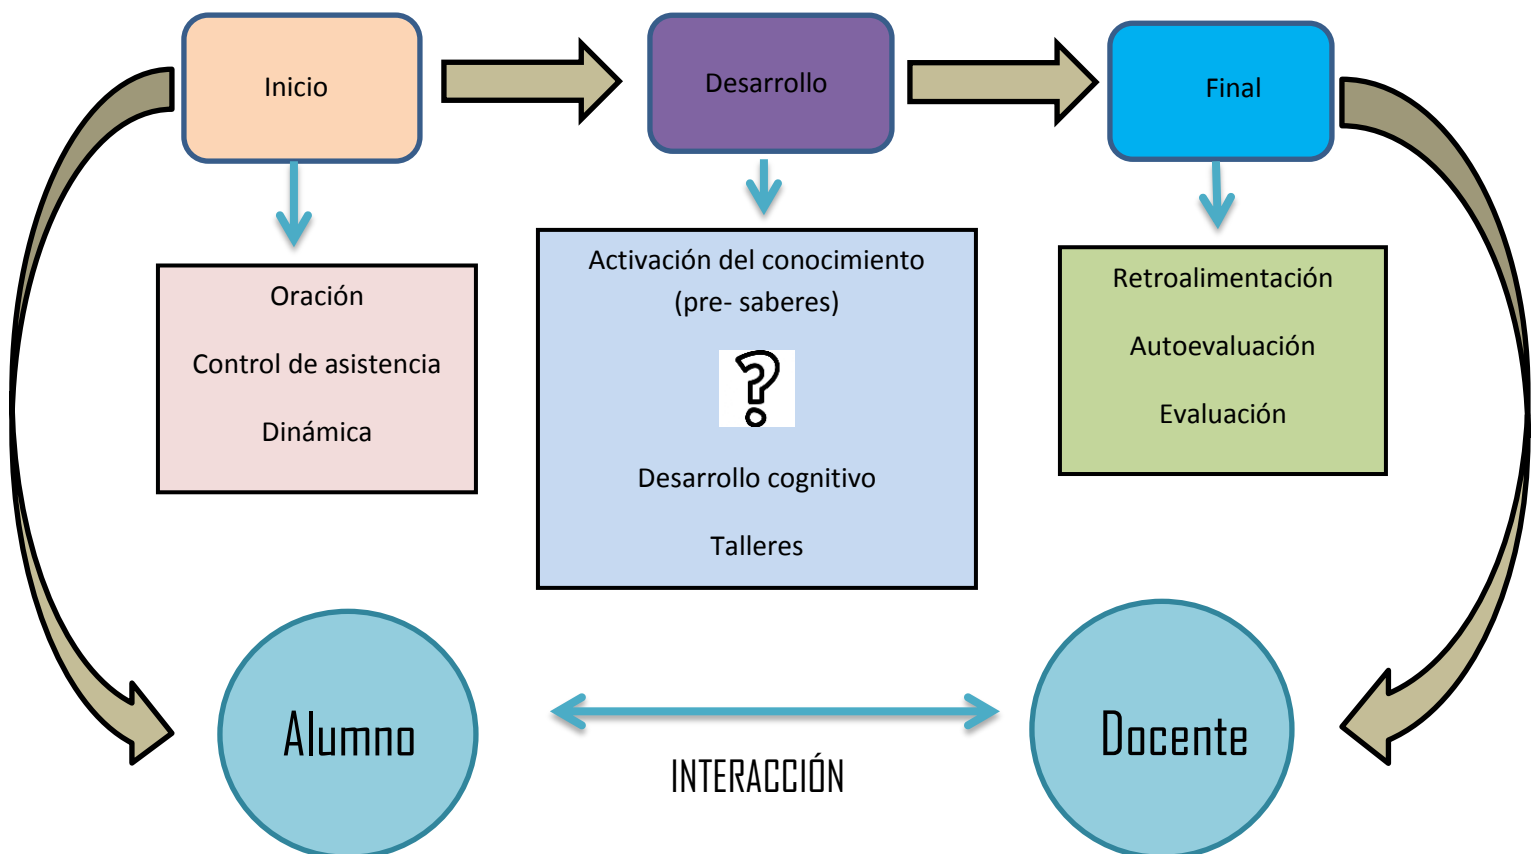 Inicio
Desarrollo
Final
Oración
Control de asistencia
Dinámica
Activación del conocimiento
(pre- saberes)
?
Desarrollo cognitivo
Talleres
Retroalimentación
Autoevaluación
Evaluación
Alumno
INTERACCIÓN
Docente